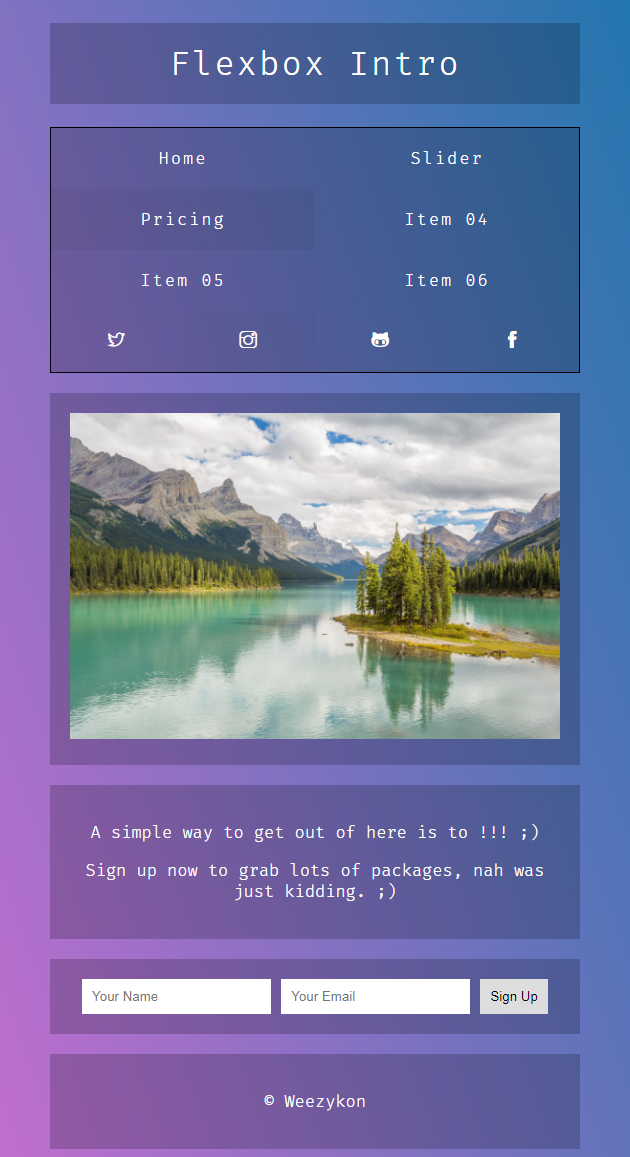 Flexbox Intro
Home
Slider
Pricing
Item 04
Item 05
Item 06
A simple way to get out of here is to !!! ;)
Sign up now to grab lots of packages, nah was
just kidding. ;)
Your Name
Your Email
Sign Up
© Weezykon